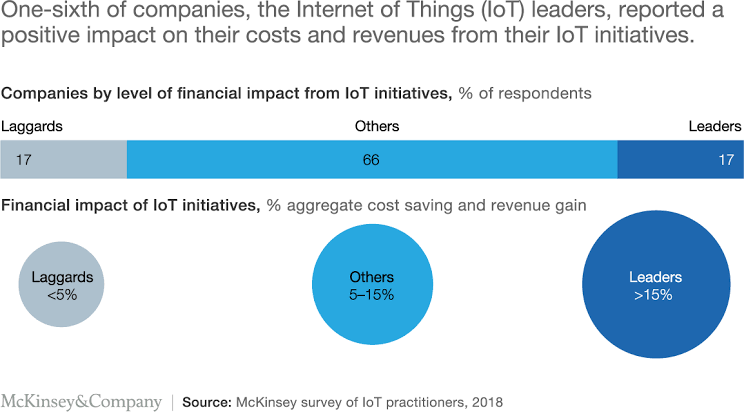 One-sixth of companies, the Internet of Things (IoT) leaders, reported a
positive impact on their costs and revenues from their IoT initiatives.
Companies by level of financial impact from IoT initiatives, % of respondents
Laggards Others Leaders
17 66 17
Financial impact of IoT initiatives, % aggregate cost saving and revenue gain
Laggards Others Leaders
<5% 5–15% >15%
McKinsey&Company | Source: McKinsey survey of IoT practitioners, 2018